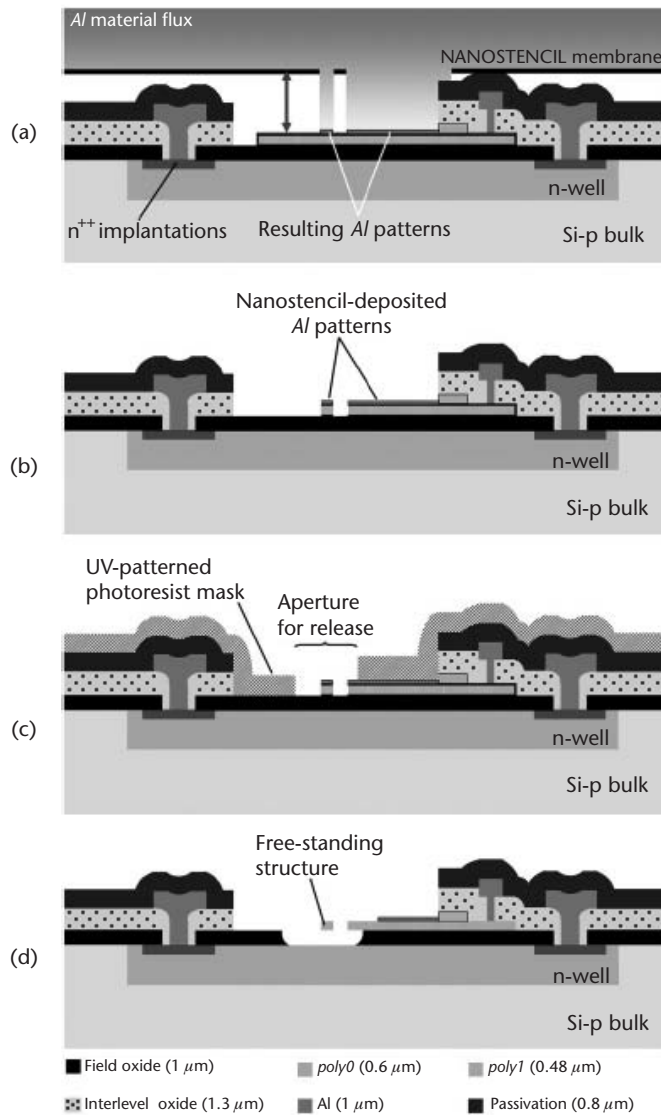 Al material flux
NANOSTENCIL membrane
(a)
n-well
n++ implantations
Resulting Al patterns
Si-p bulk
Nanostencil-deposited
Al patterns
(b)
n-well
Si-p bulk
UV-patterned
photoresist mask
Aperture
for release
(c)
n-well
Si-p bulk
Free-standing
structure
(d)
n-well
Si-p bulk
Field oxide (1 μm)
poly0 (0.6 μm)
poly1 (0.48 μm)
Interlevel oxide (1.3 μm)
Al (1 μm)
Passivation (0.8 μm)